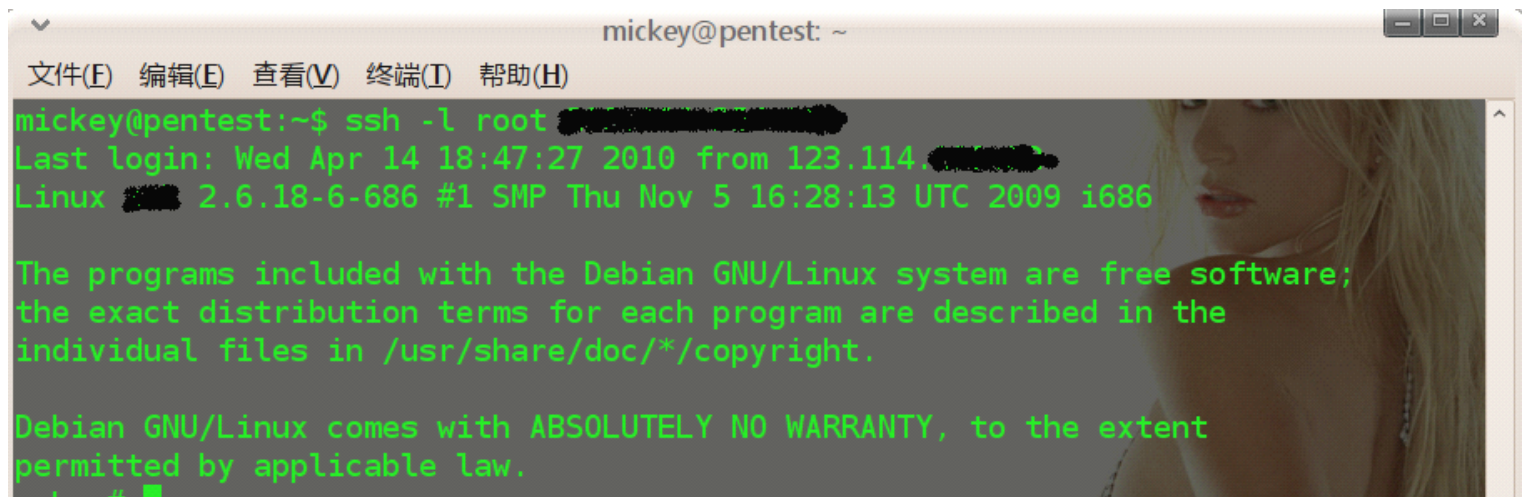 mickey@pentest: ~
文件(F) 编辑(E) 查看(V) 终端(T) 帮助(H)
mickey@pentest:~$ ssh -l root
Last login: Wed Apr 14 18:47:27 2010 from 123.114.
Linux 2.6.18-6-686 #1 SMP Thu Nov 5 16:28:13 UTC 2009 i686
The programs included with the Debian GNU/Linux system are free software;
the exact distribution terms for each program are described in the
individual files in /usr/share/doc/*/copyright.
Debian GNU/Linux comes with ABSOLUTELY NO WARRANTY, to the extent
permitted by applicable law.